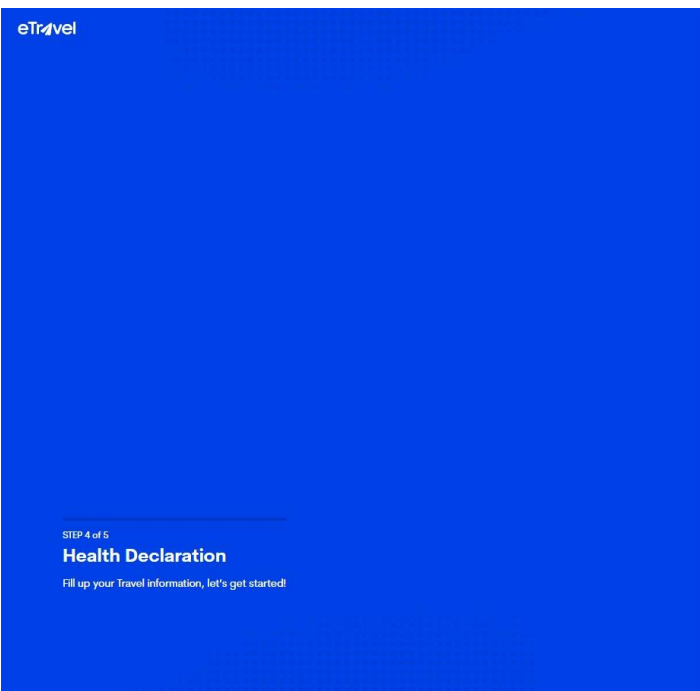 eTravel
STEP 4 of 5
Health Declaration
Fill up your Travel information, let's get started!